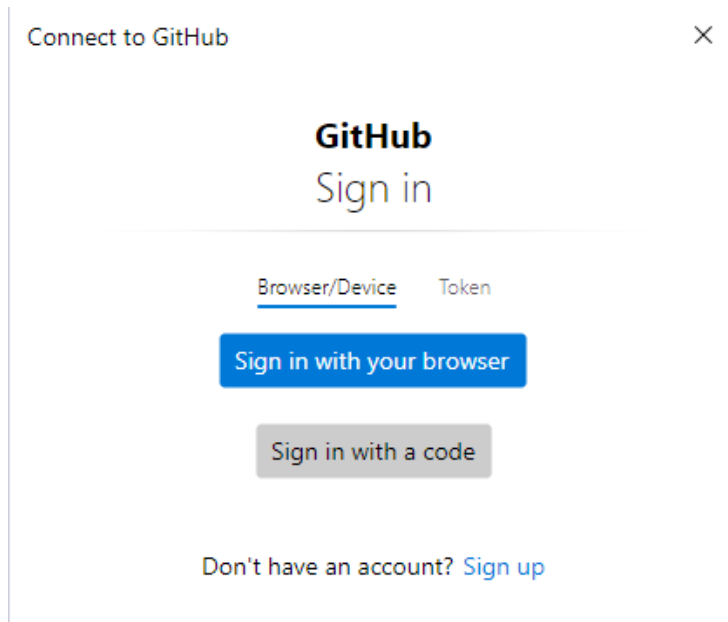 Connect to GitHub
GitHub
Sign in
Browser/Device Token
Sign in with your browser
Sign in with a code
Don't have an account? Sign up